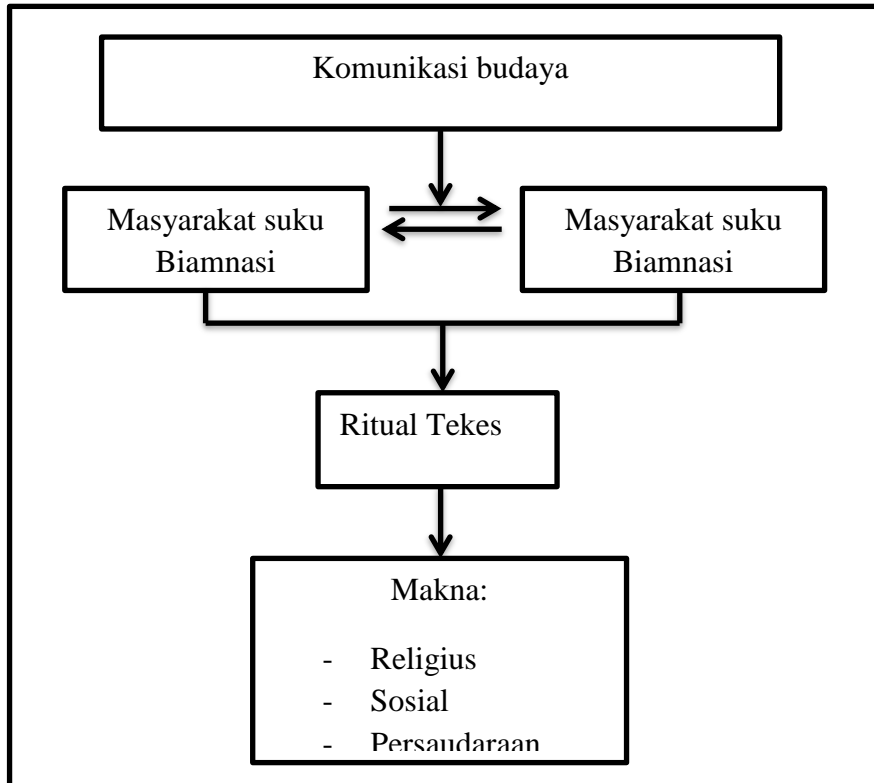 Komunikasi budaya
Masyarakat suku
Biamnasi
Masyarakat suku
Biamnasi
Ritual Tekes
Makna:
- Religius
- Sosial
- Persaudaraan